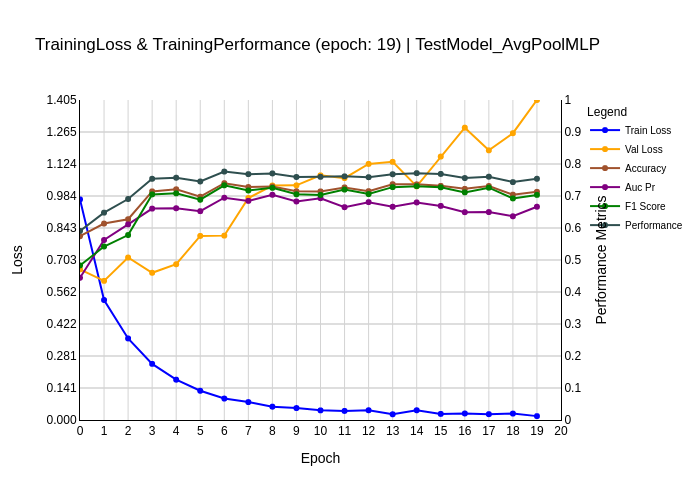 TrainingLoss & TrainingPerformance (epoch: 19) | TestModel_AvgPoolMLP
1.405
1.265
1.124
0.984
0.843
0.703
0.562
0.422
0.281
0.141
0.000
Loss
0 1 2 3 4 5 6 7 8 9 10 11 12 13 14 15 16 17 18 19 20
Epoch
1
0.9
0.8
0.7
0.6
0.5
0.4
0.3
0.2
0.1
0
Performance Metrics
Legend
Train Loss
Val Loss
Accuracy
Auc Pr
F1 Score
Performance